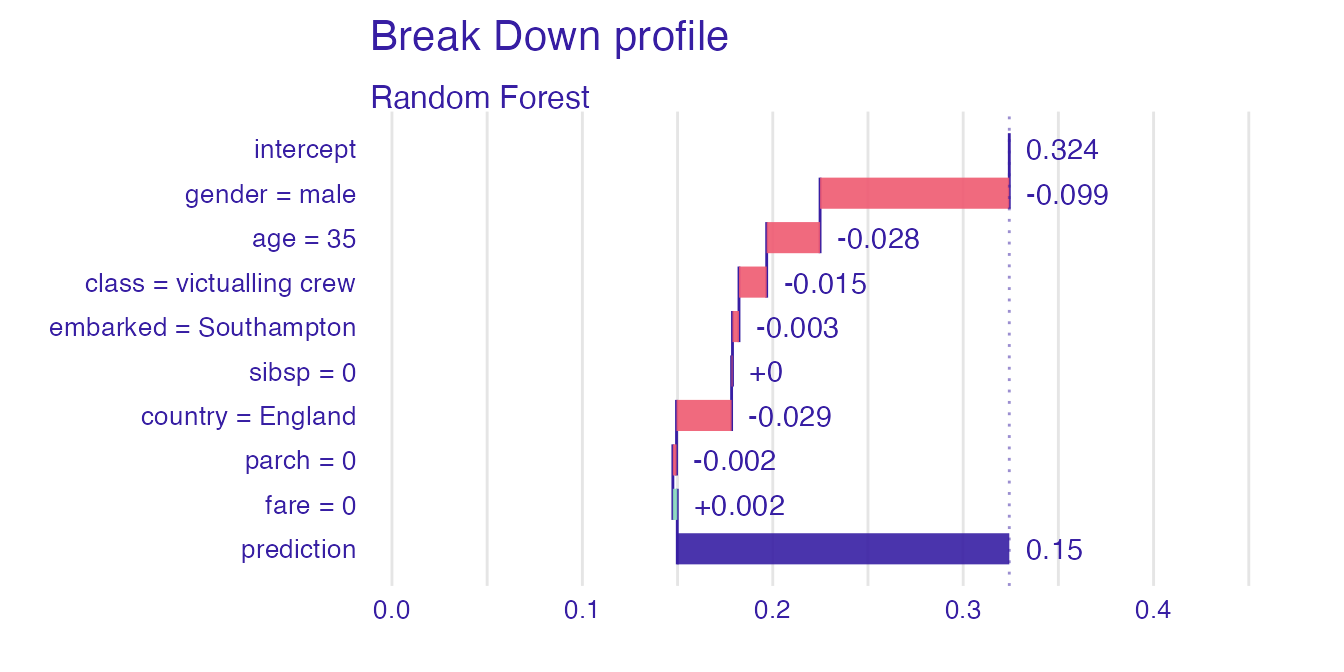 Break Down profile
Random Forest
intercept 0.324
gender = male -0.099
age = 35 -0.028
class = victualling crew -0.015
embarked = Southampton -0.003
sibsp = 0 +0
country = England -0.029
parch = 0 -0.002
fare = 0 +0.002
prediction 0.15
0.0 0.1 0.2 0.3 0.4